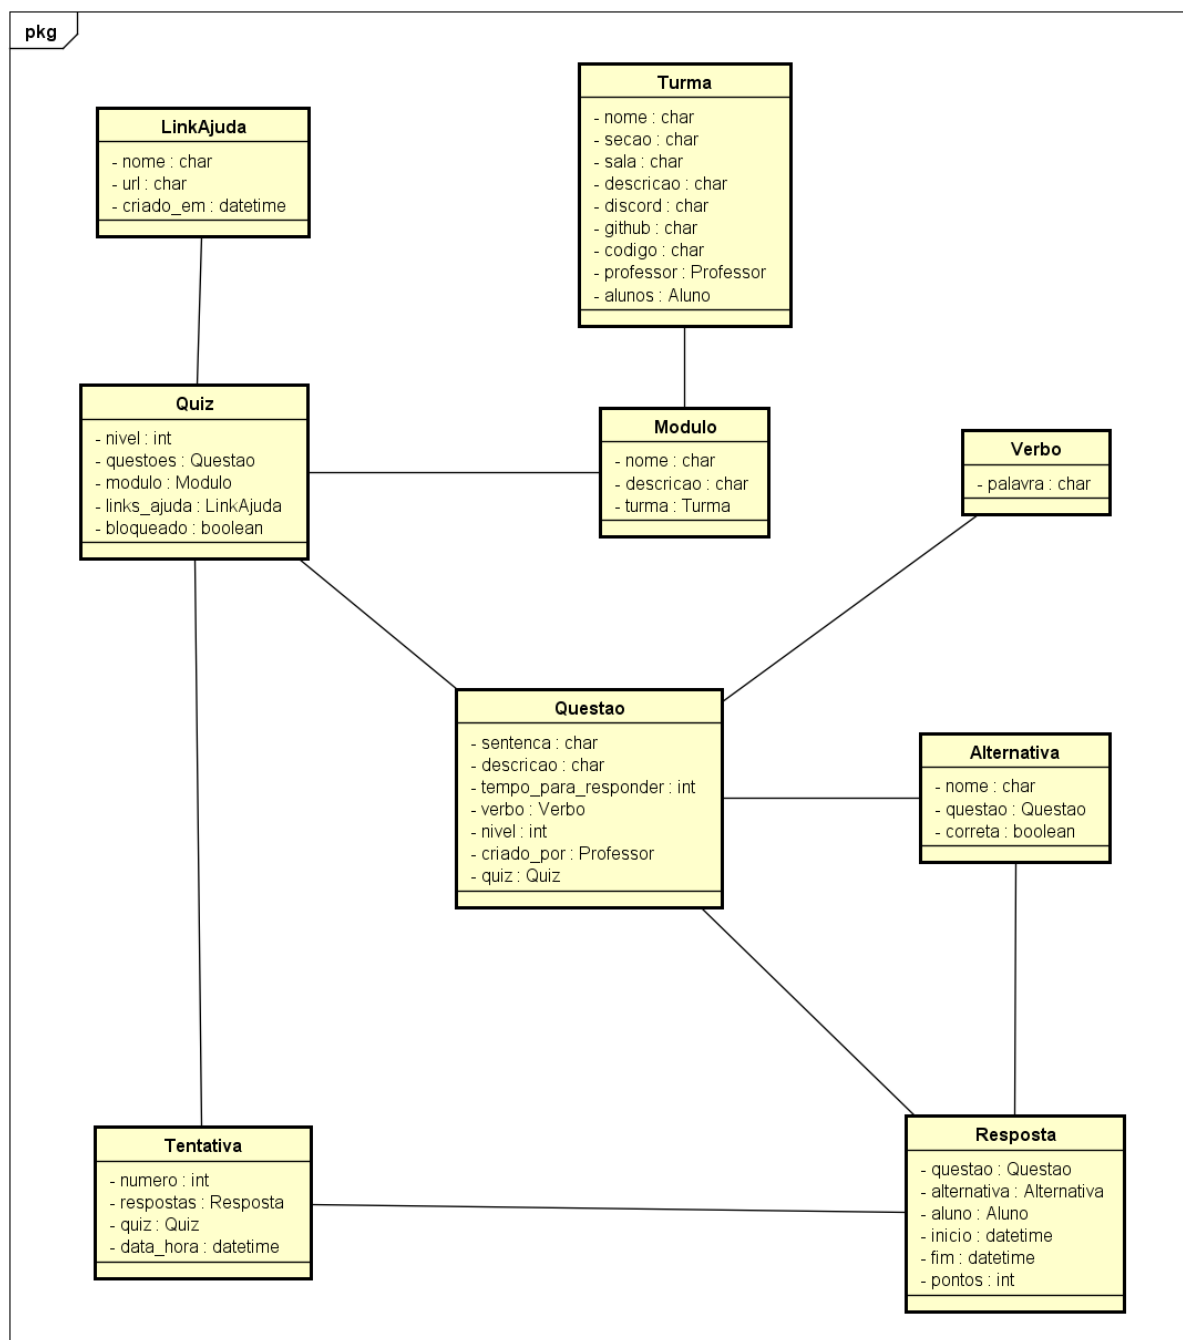 pkg
Turma
- nome : char
- secao : char
- sala : char
- descricao : char
- discord : char
- github : char
- codigo : char
- professor : Professor
- alunos : Aluno
LinkAjuda
- nome : char
- url : char
- criado_em : datetime
Quiz
- nivel : int
- questoes : Questao
- modulo : Modulo
- links_ajuda : LinkAjuda
- bloqueado : boolean
Modulo
- nome : char
- descricao : char
- turma : Turma
Verbo
- palavra : char
Questao
- sentenca : char
- descricao : char
- tempo_para_responder : int
- verbo : Verbo
- nivel : int
- criado_por : Professor
- quiz : Quiz
Alternativa
- nome : char
- questao : Questao
- correta : boolean
Tentativa
- numero : int
- respostas : Resposta
- quiz : Quiz
- data_hora : datetime
Resposta
- questao : Questao
- alternativa : Alternativa
- aluno : Aluno
- inicio : datetime
- fim : datetime
- pontos : int